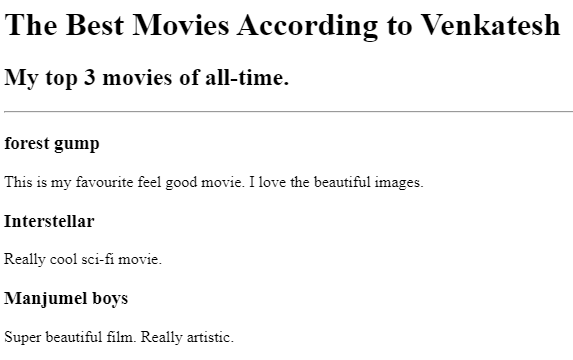 The Best Movies According to Venkatesh
My top 3 movies of all-time.
forest gump
This is my favourite feel good movie. I love the beautiful images.
Interstellar
Really cool sci-fi movie.
Manjumel boys
Super beautiful film. Really artistic.